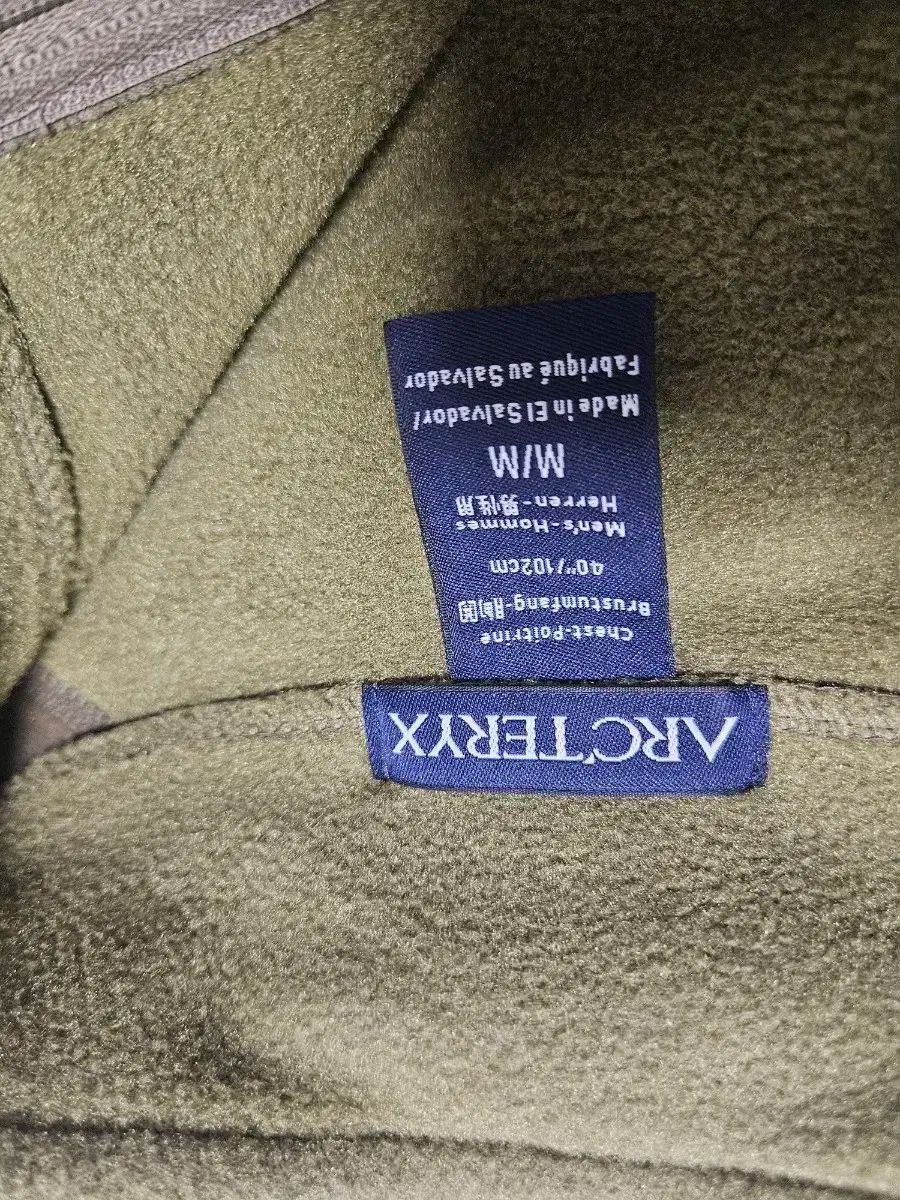 ARC'TERYX
Chest-Poitrine
Brustumfang-胸囲
40"/102cm
Men's-Hommes
Herren-男性用
M/M
Made in El Salvador/
Fabriqué au Salvador